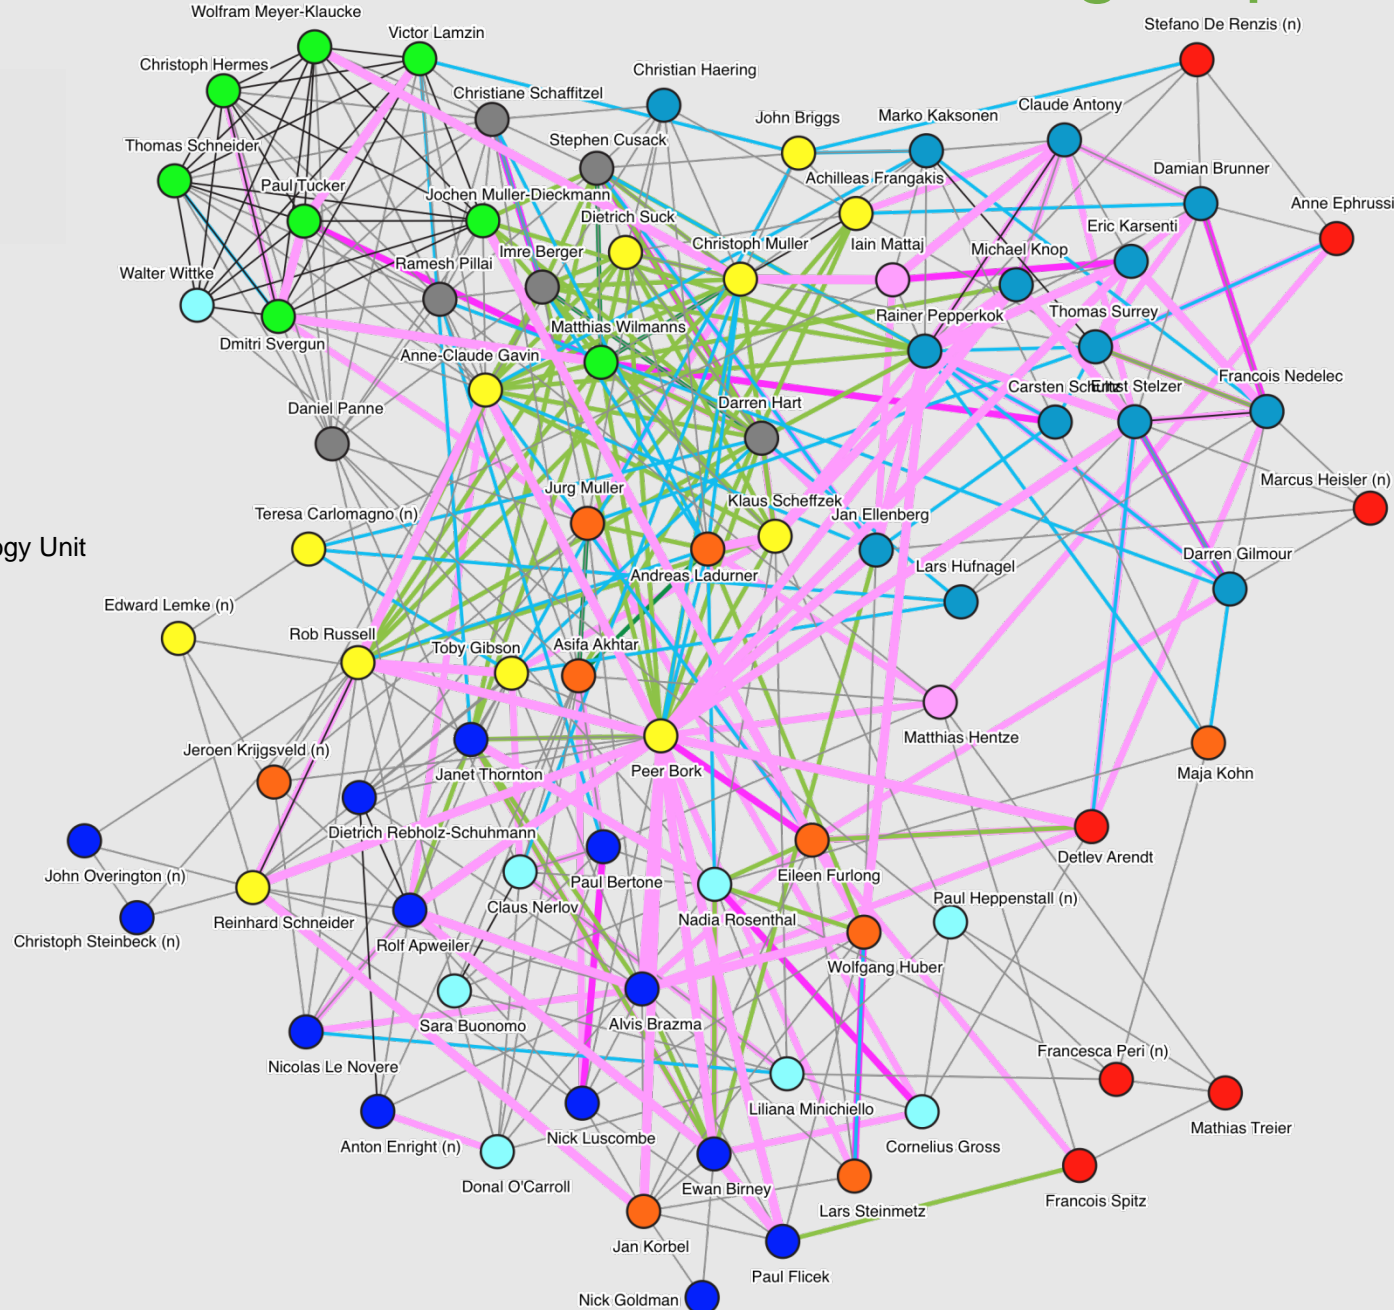 Wolfram Meyer-Klaucke
Victor Lamzin
Stefano De Renzis (n)
Christoph Hermes
Christian Haering
Christiane Schaffitzel
Claude Antony
John Briggs
Marko Kaksonen
Stephen Cusack
Thomas Schneider
Damian Brunner
Achilleas Frangakis
Paul Tucker
Jochen Muller-Dieckmann
Anne Ephrussi
Dietrich Suck
Eric Karsenti
Christoph Muller
Iain Mattaj
Michael Knop
Imre Berger
Ramesh Pillai
Walter Wittke
Thomas Surrey
Rainer Pepperkok
Matthias Wilmanns
Dmitri Svergun
Anne-Claude Gavin
Francois Nedelec
Carsten Schultz
Ernst Stelzer
Darren Hart
Daniel Panne
Marcus Heisler (n)
Jurg Muller
Klaus Scheffzek
Teresa Carlomagno (n)
Jan Ellenberg
ogy Unit
Darren Gilmour
Lars Hufnagel
Andreas Ladurner
Edward Lemke (n)
Rob Russell
Toby Gibson
Asifa Akhtar
Matthias Hentze
Jeroen Krijgsveld (n)
Peer Bork
Janet Thornton
Maja Kohn
Dietrich Rebholz-Schuhmann
Detlev Arendt
John Overington (n)
Eileen Furlong
Paul Bertone
Paul Heppenstall (n)
Claus Nerlov
Nadia Rosenthal
Reinhard Schneider
Christoph Steinbeck (n)
Rolf Apweiler
Wolfgang Huber
Sara Buonomo
Alvis Brazma
Francesca Peri (n)
Nicolas Le Novere
Liliana Minichiello
Mathias Treier
Nick Luscombe
Anton Enright (n)
Cornelius Gross
Donal O'Carroll
Ewan Birney
Francois Spitz
Lars Steinmetz
Jan Korbel
Paul Flicek
Nick Goldman